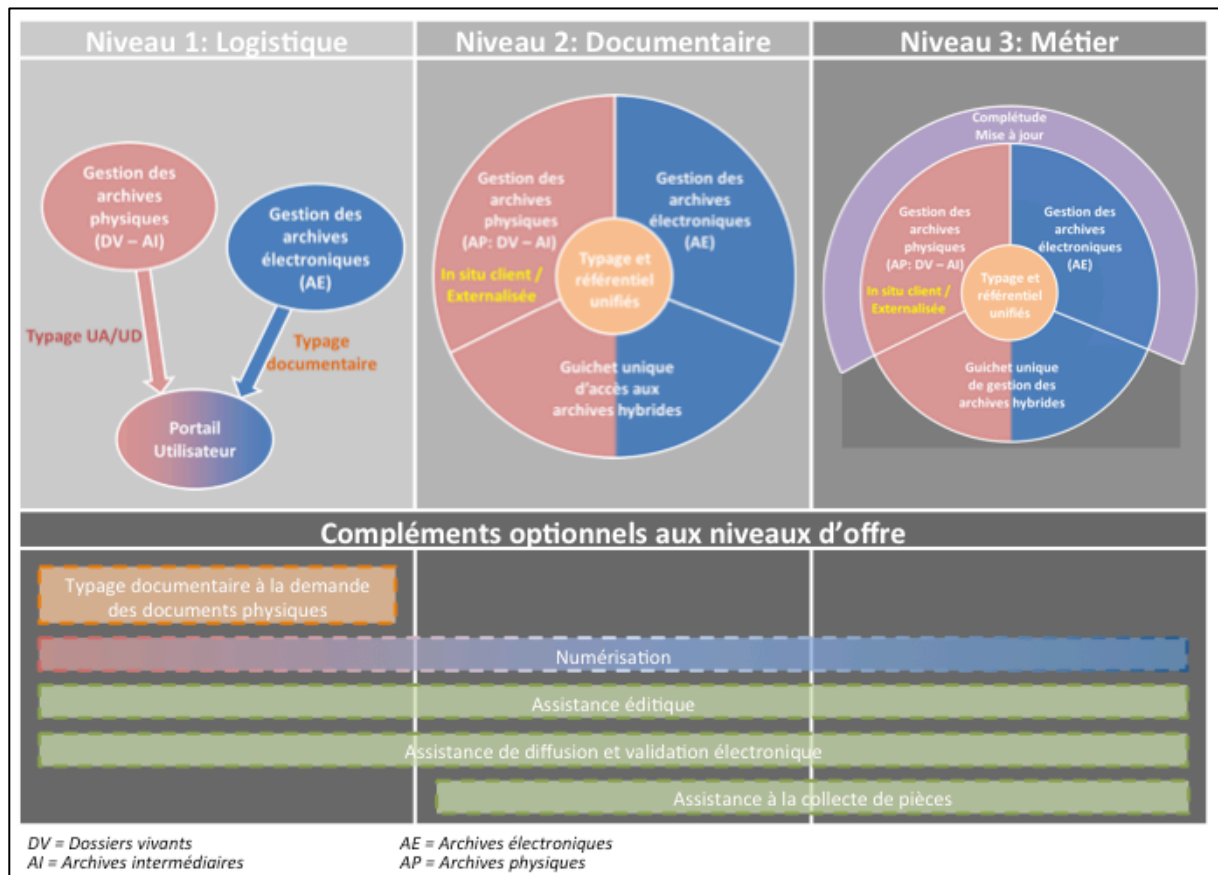 Niveau 1: Logistique
Niveau 2: Documentaire
Niveau 3: Métier
Gestion des
archives
physiques
(DV – AI)
Gestion des
archives
électroniques
(AE)
Typage UA/UD
Typage
documentaire
Portail
Utilisateur
Gestion des
archives
physiques
(AP: DV – AI)
In situ client /
Externalisée
Gestion des
archives
électroniques
(AE)
Typage et
référentiel
unifiés
Guichet unique
d'accès aux
archives hybrides
Complétude
Mise à jour
Gestion des
archives
physiques
(AP: DV – AI)
In situ client /
Externalisée
Gestion des
archives
électroniques
(AE)
Typage et
référentiel
unifiés
Guichet unique
de gestion des
archives hybrides
Compléments optionnels aux niveaux d'offre
Typage documentaire à la demande
des documents physiques
Numérisation
Assistance éditique
Assistance de diffusion et validation électronique
Assistance à la collecte de pièces
DV = Dossiers vivants
AI = Archives intermédiaires
AE = Archives électroniques
AP = Archives physiques